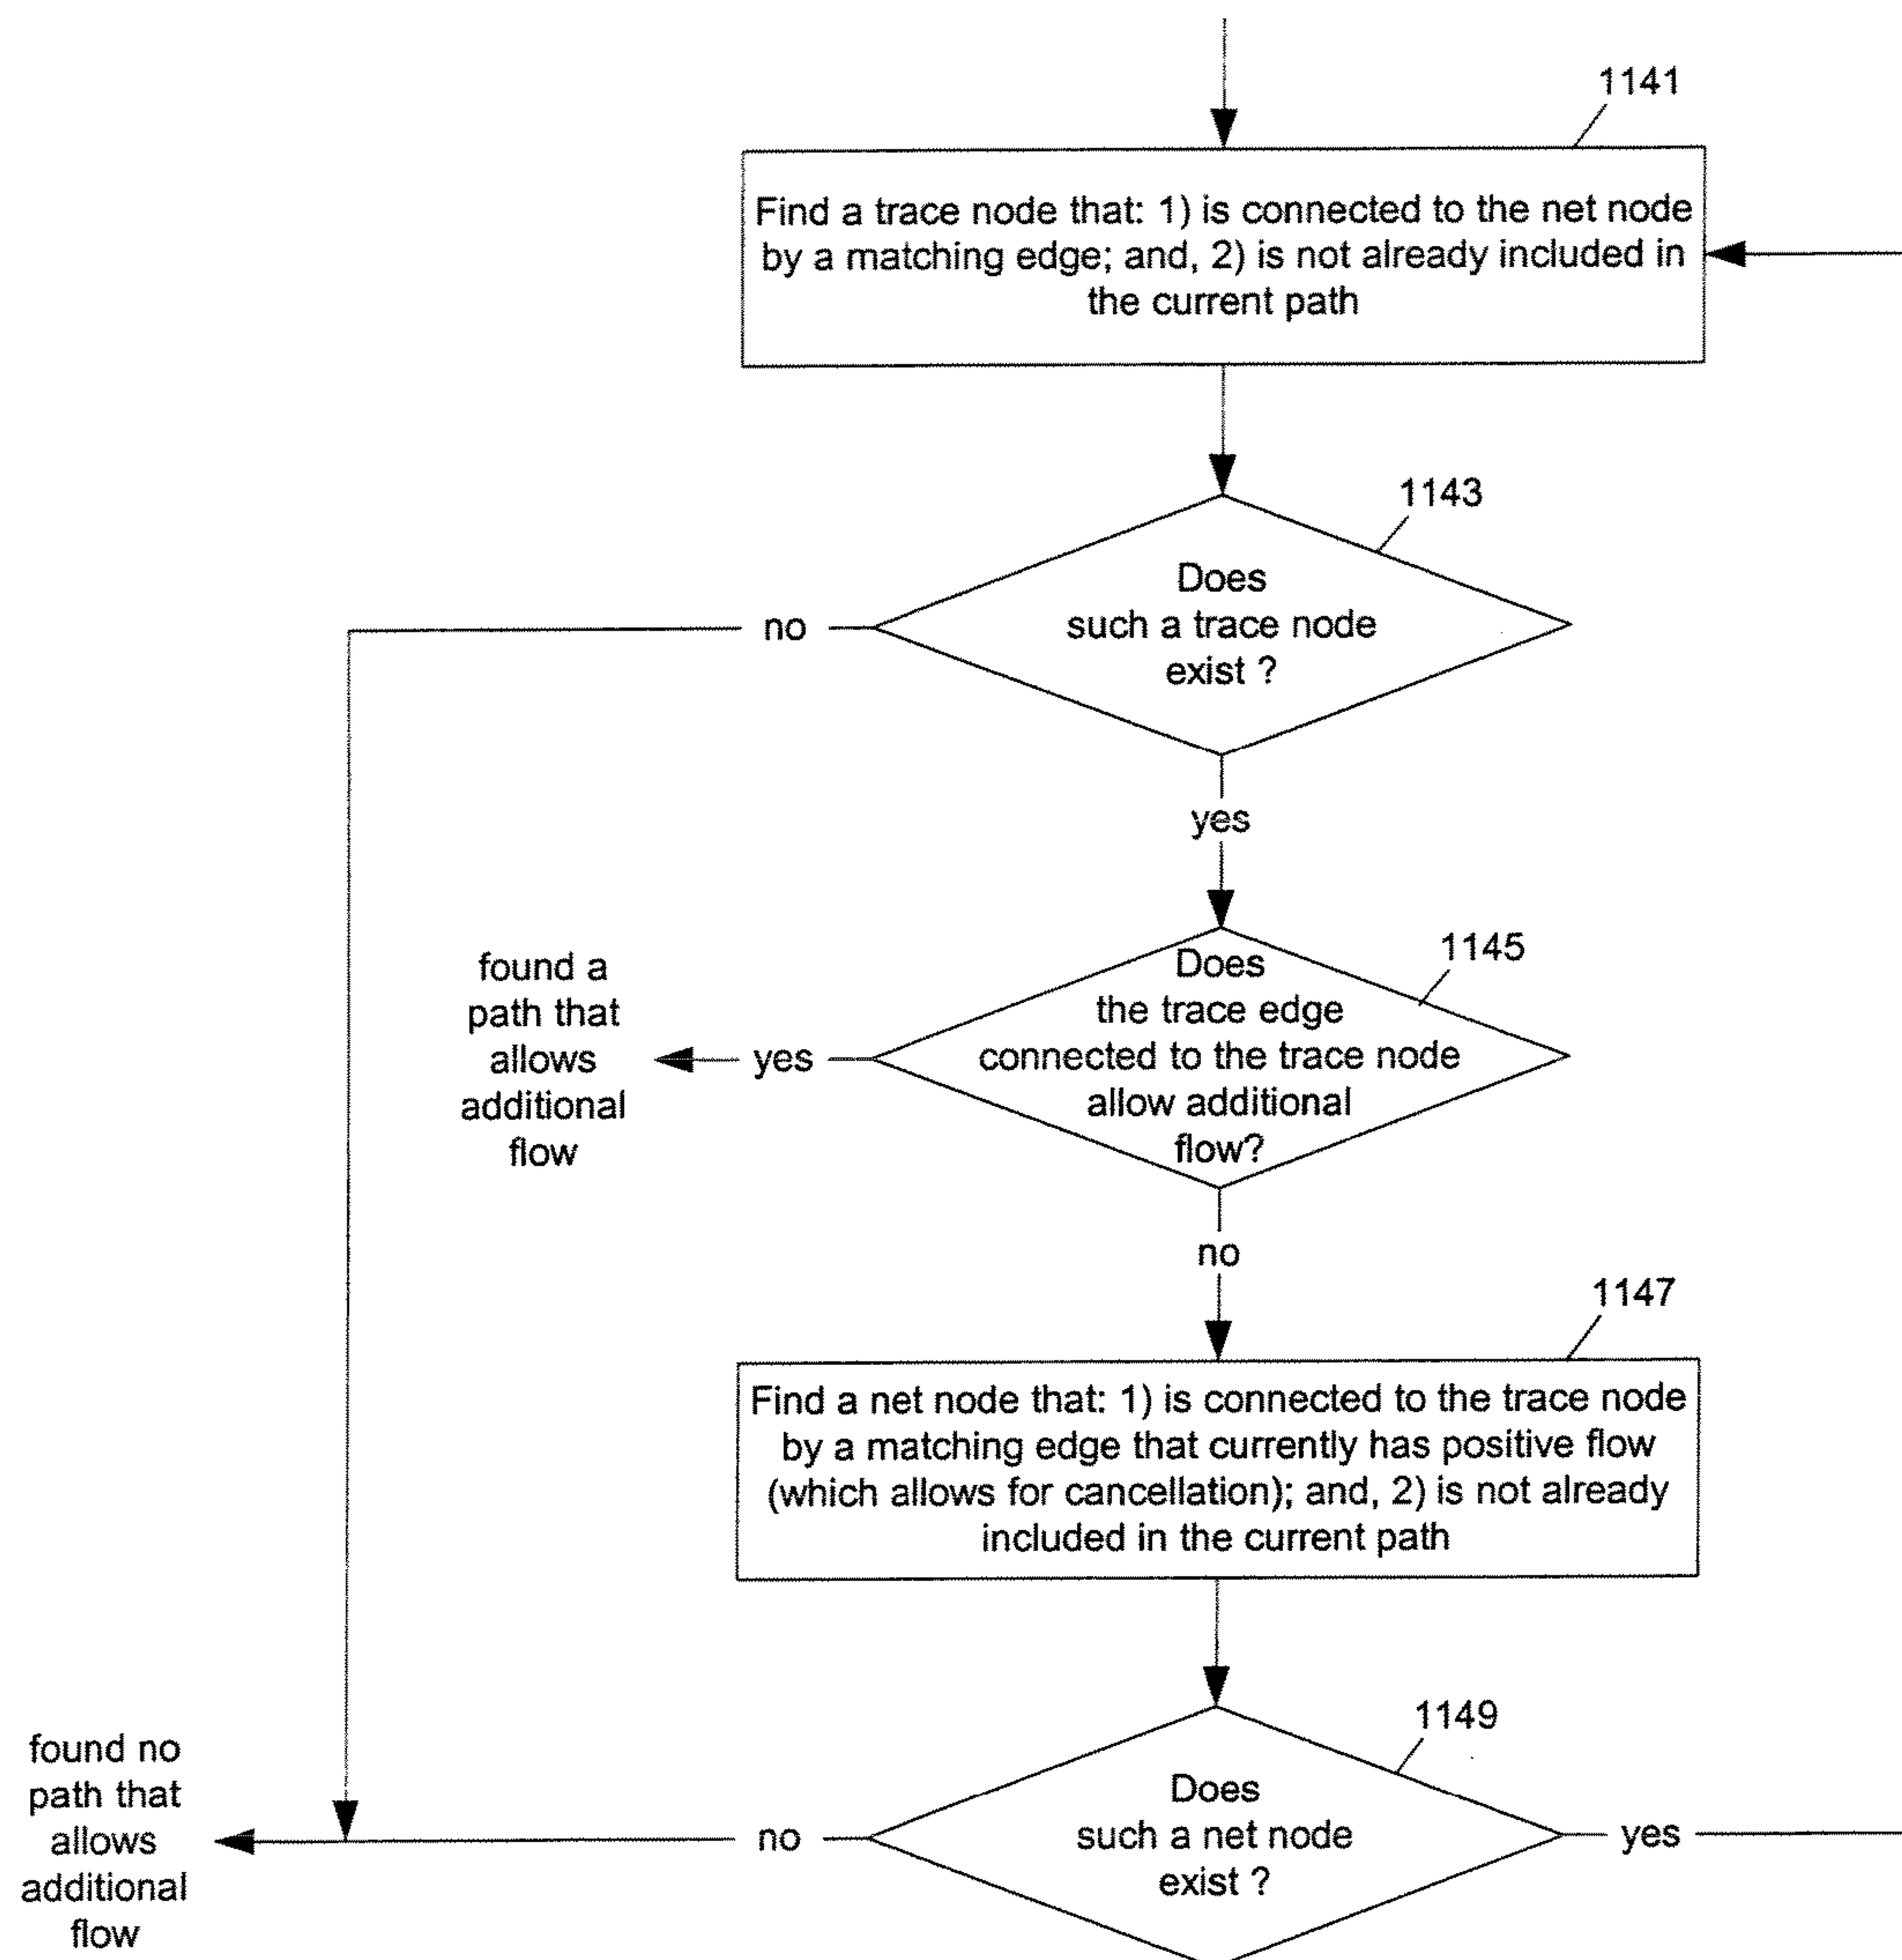 1141
Find a trace node that: 1) is connected to the net node
by a matching edge; and, 2) is not already included in
the current path
1143
Does
such a trace node
exist ?
no
yes
1145
Does
the trace edge
connected to the trace node
allow additional
flow?
yes
found a
path that
allows
additional
flow
no
1147
Find a net node that: 1) is connected to the trace node
by a matching edge that currently has positive flow
(which allows for cancellation); and, 2) is not already
included in the current path
1149
Does
such a net node
exist ?
no
yes
found no
path that
allows
additional
flow